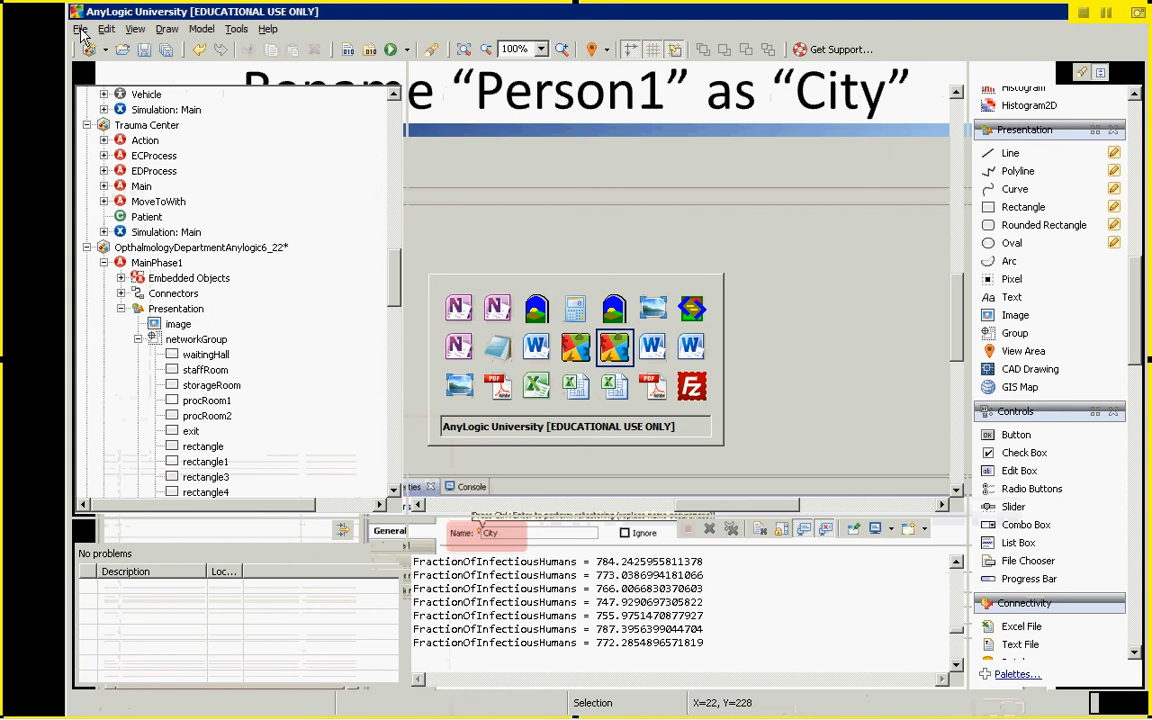 AnyLogic University [EDUCATIONAL USE ONLY]
File Edit View Draw Model Tools Help
100% Get Support...
Rename "Person1" as "City"
Vehicle
Simulation: Main
Trauma Center
Action
ECProcess
EDProcess
Main
MoveToWith
Patient
Simulation: Main
OpthalmologyDepartmentAnylogic6_22*
MainPhase1
Embedded Objects
Connectors
Presentation
image
networkGroup
waitingHall
staffRoom
storageRoom
procRoom1
procRoom2
exit
rectangle
rectangle1
rectangle3
rectangle4
AnyLogic University [EDUCATIONAL USE ONLY]
Console
General
Name: City Ignore
FractionOfInfectiousHumans = 784.2425955811378
FractionOfInfectiousHumans = 773.0386994181066
FractionOfInfectiousHumans = 766.0066830370603
FractionOfInfectiousHumans = 747.9290697305822
FractionOfInfectiousHumans = 755.9751470877927
FractionOfInfectiousHumans = 787.3956399044704
FractionOfInfectiousHumans = 772.2854896571819
No problems
Description Loc...
Histogram
Histogram2D
Presentation
Line
Polyline
Curve
Rectangle
Rounded Rectangle
Oval
Arc
Pixel
Text
Image
Group
View Area
CAD Drawing
GIS Map
Controls
Button
Check Box
Edit Box
Radio Buttons
Slider
Combo Box
List Box
File Chooser
Progress Bar
Connectivity
Excel File
Text File
Palettes...
Selection X=22, Y=228